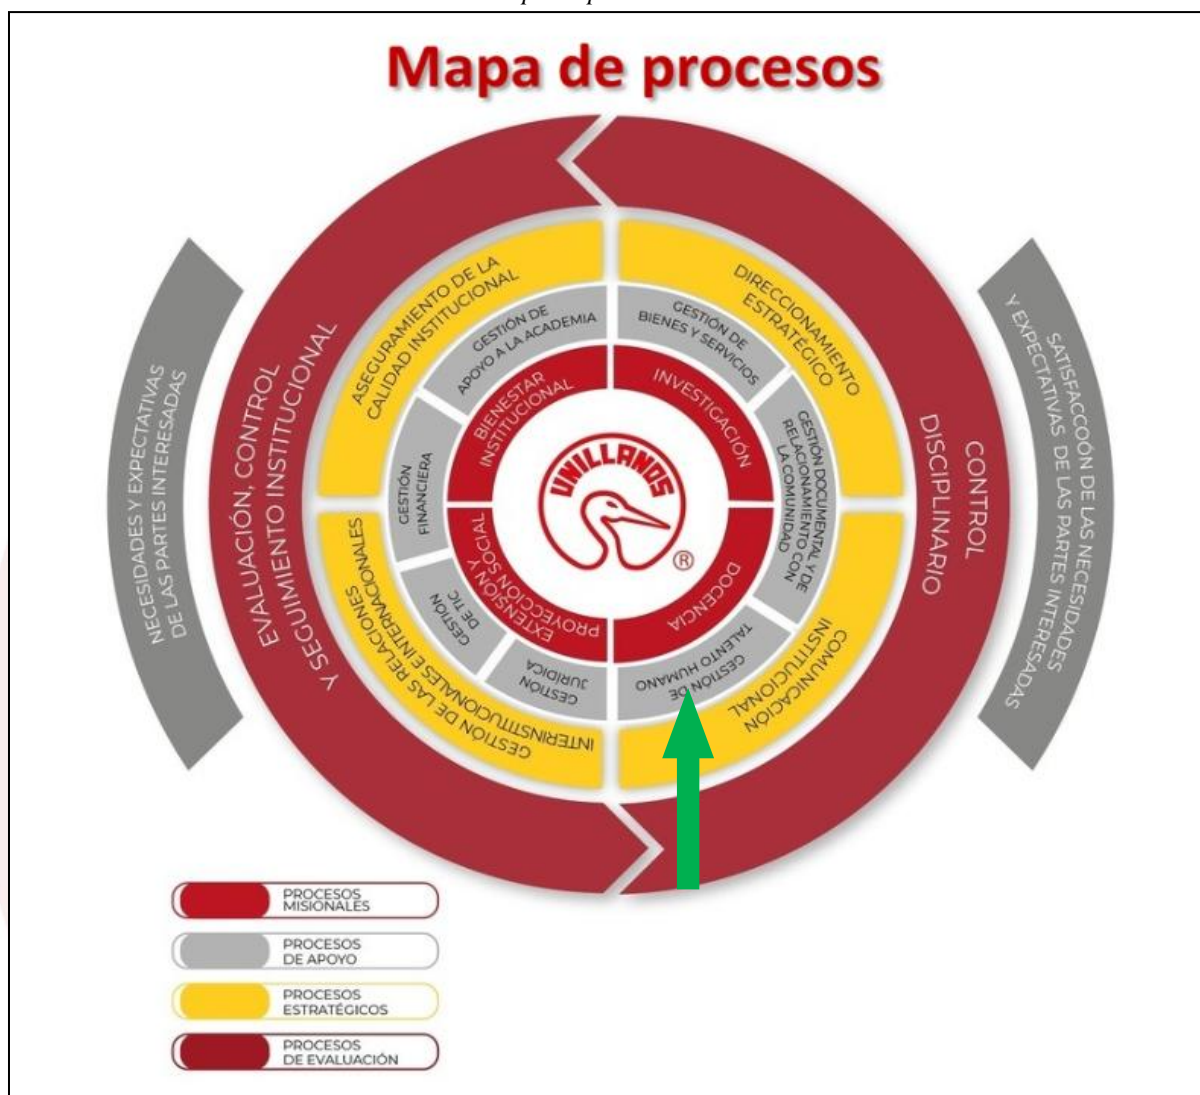 Mapa de procesos
NECESIDADES Y EXPECTATIVAS
DE LAS PARTES INTERESADAS
EVALUACIÓN, CONTROL
Y SEGUIMIENTO INSTITUCIONAL
CONTROL
DISCIPLINARIO
SATISFACCÓN DE LAS NECESIDADES
Y EXPECTATIVAS DE LAS PARTES INTERESADAS
ASEGURAMIENTO DE LA
CALIDAD INSTITUCIONAL
DIRECCIONAMIENTO
ESTRATÉGICO
GESTIÓN DE LAS RELACIONES
INTERINSTITUCIONALES E INTERNACIONALES
COMUNICACIÓN
INSTITUCIONAL
GESTIÓN DE
APOYO A LA ACADEMIA
GESTIÓN DE
BIENES Y SERVICIOS
GESTIÓN DOCUMENTAL Y DE
RELACIONAMIENTO CON
LA COMUNIDAD
GESTIÓN DE
TALENTO HUMANO
GESTIÓN
JURÍDICA
GESTIÓN
DE TIC
GESTIÓN
FINANCIERA
BIENESTAR
INSTITUCIONAL
INVESTIGACIÓN
DOCENCIA
EXTENSIÓN Y
PROYECCIÓN SOCIAL
UNILLANOS
®
PROCESOS
MISIONALES
PROCESOS
DE APOYO
PROCESOS
ESTRATÉGICOS
PROCESOS
DE EVALUACIÓN